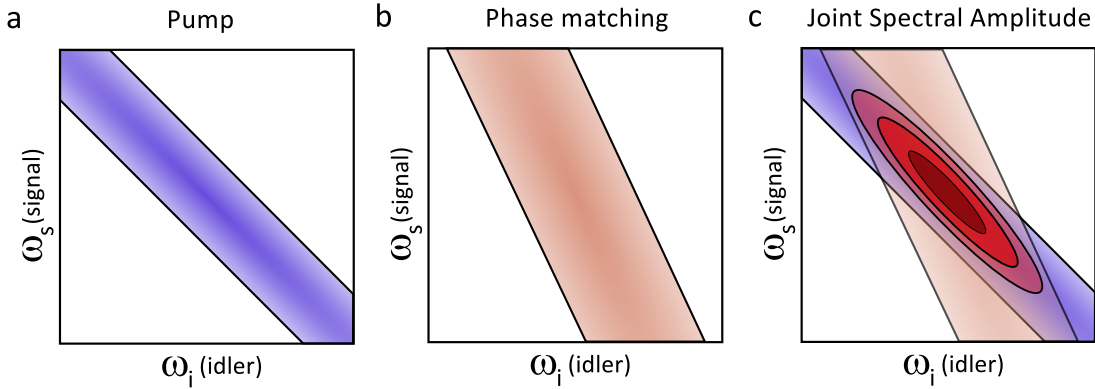 a
Pump
ωs (signal)
ωi (idler)
b
Phase matching
ωs (signal)
ωi (idler)
c
Joint Spectral Amplitude
ωs (signal)
ωi (idler)